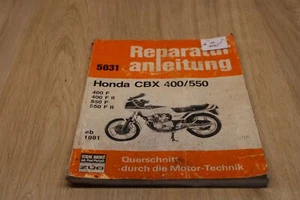 Reparatur
5031 anleitung
Honda CBX 400/550
400 F
400 F II
550 F
550 F II
ab
1981
Querschnitt
durch die Motor-Technik